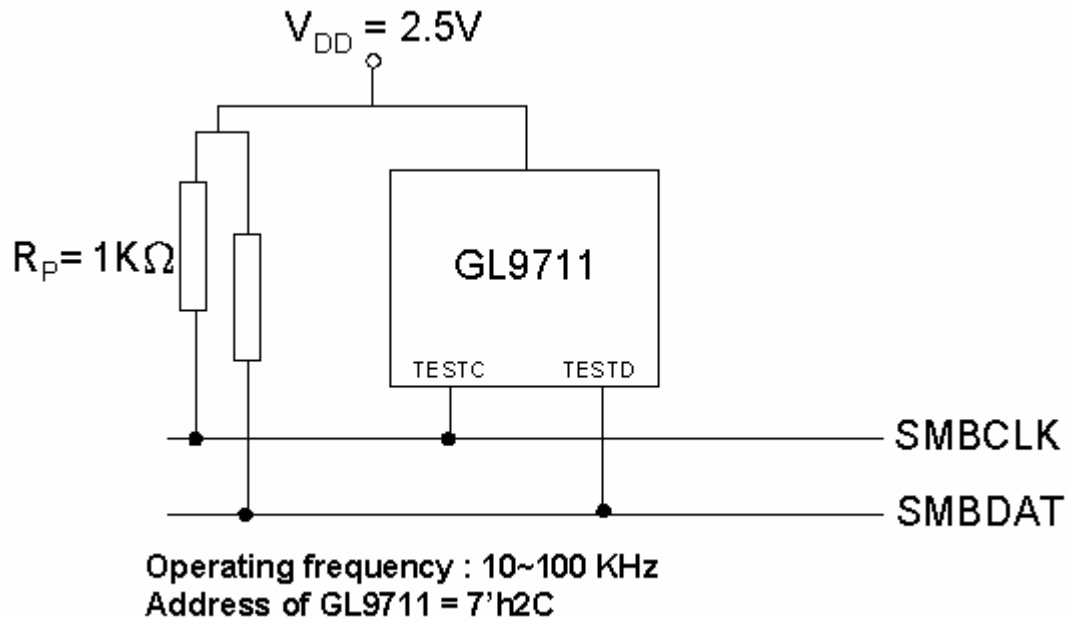 VDD = 2.5V
RP= 1KΩ
GL9711
TESTC TESTD
SMBCLK
SMBDAT
Operating frequency : 10~100 KHz
Address of GL9711 = 7'h2C